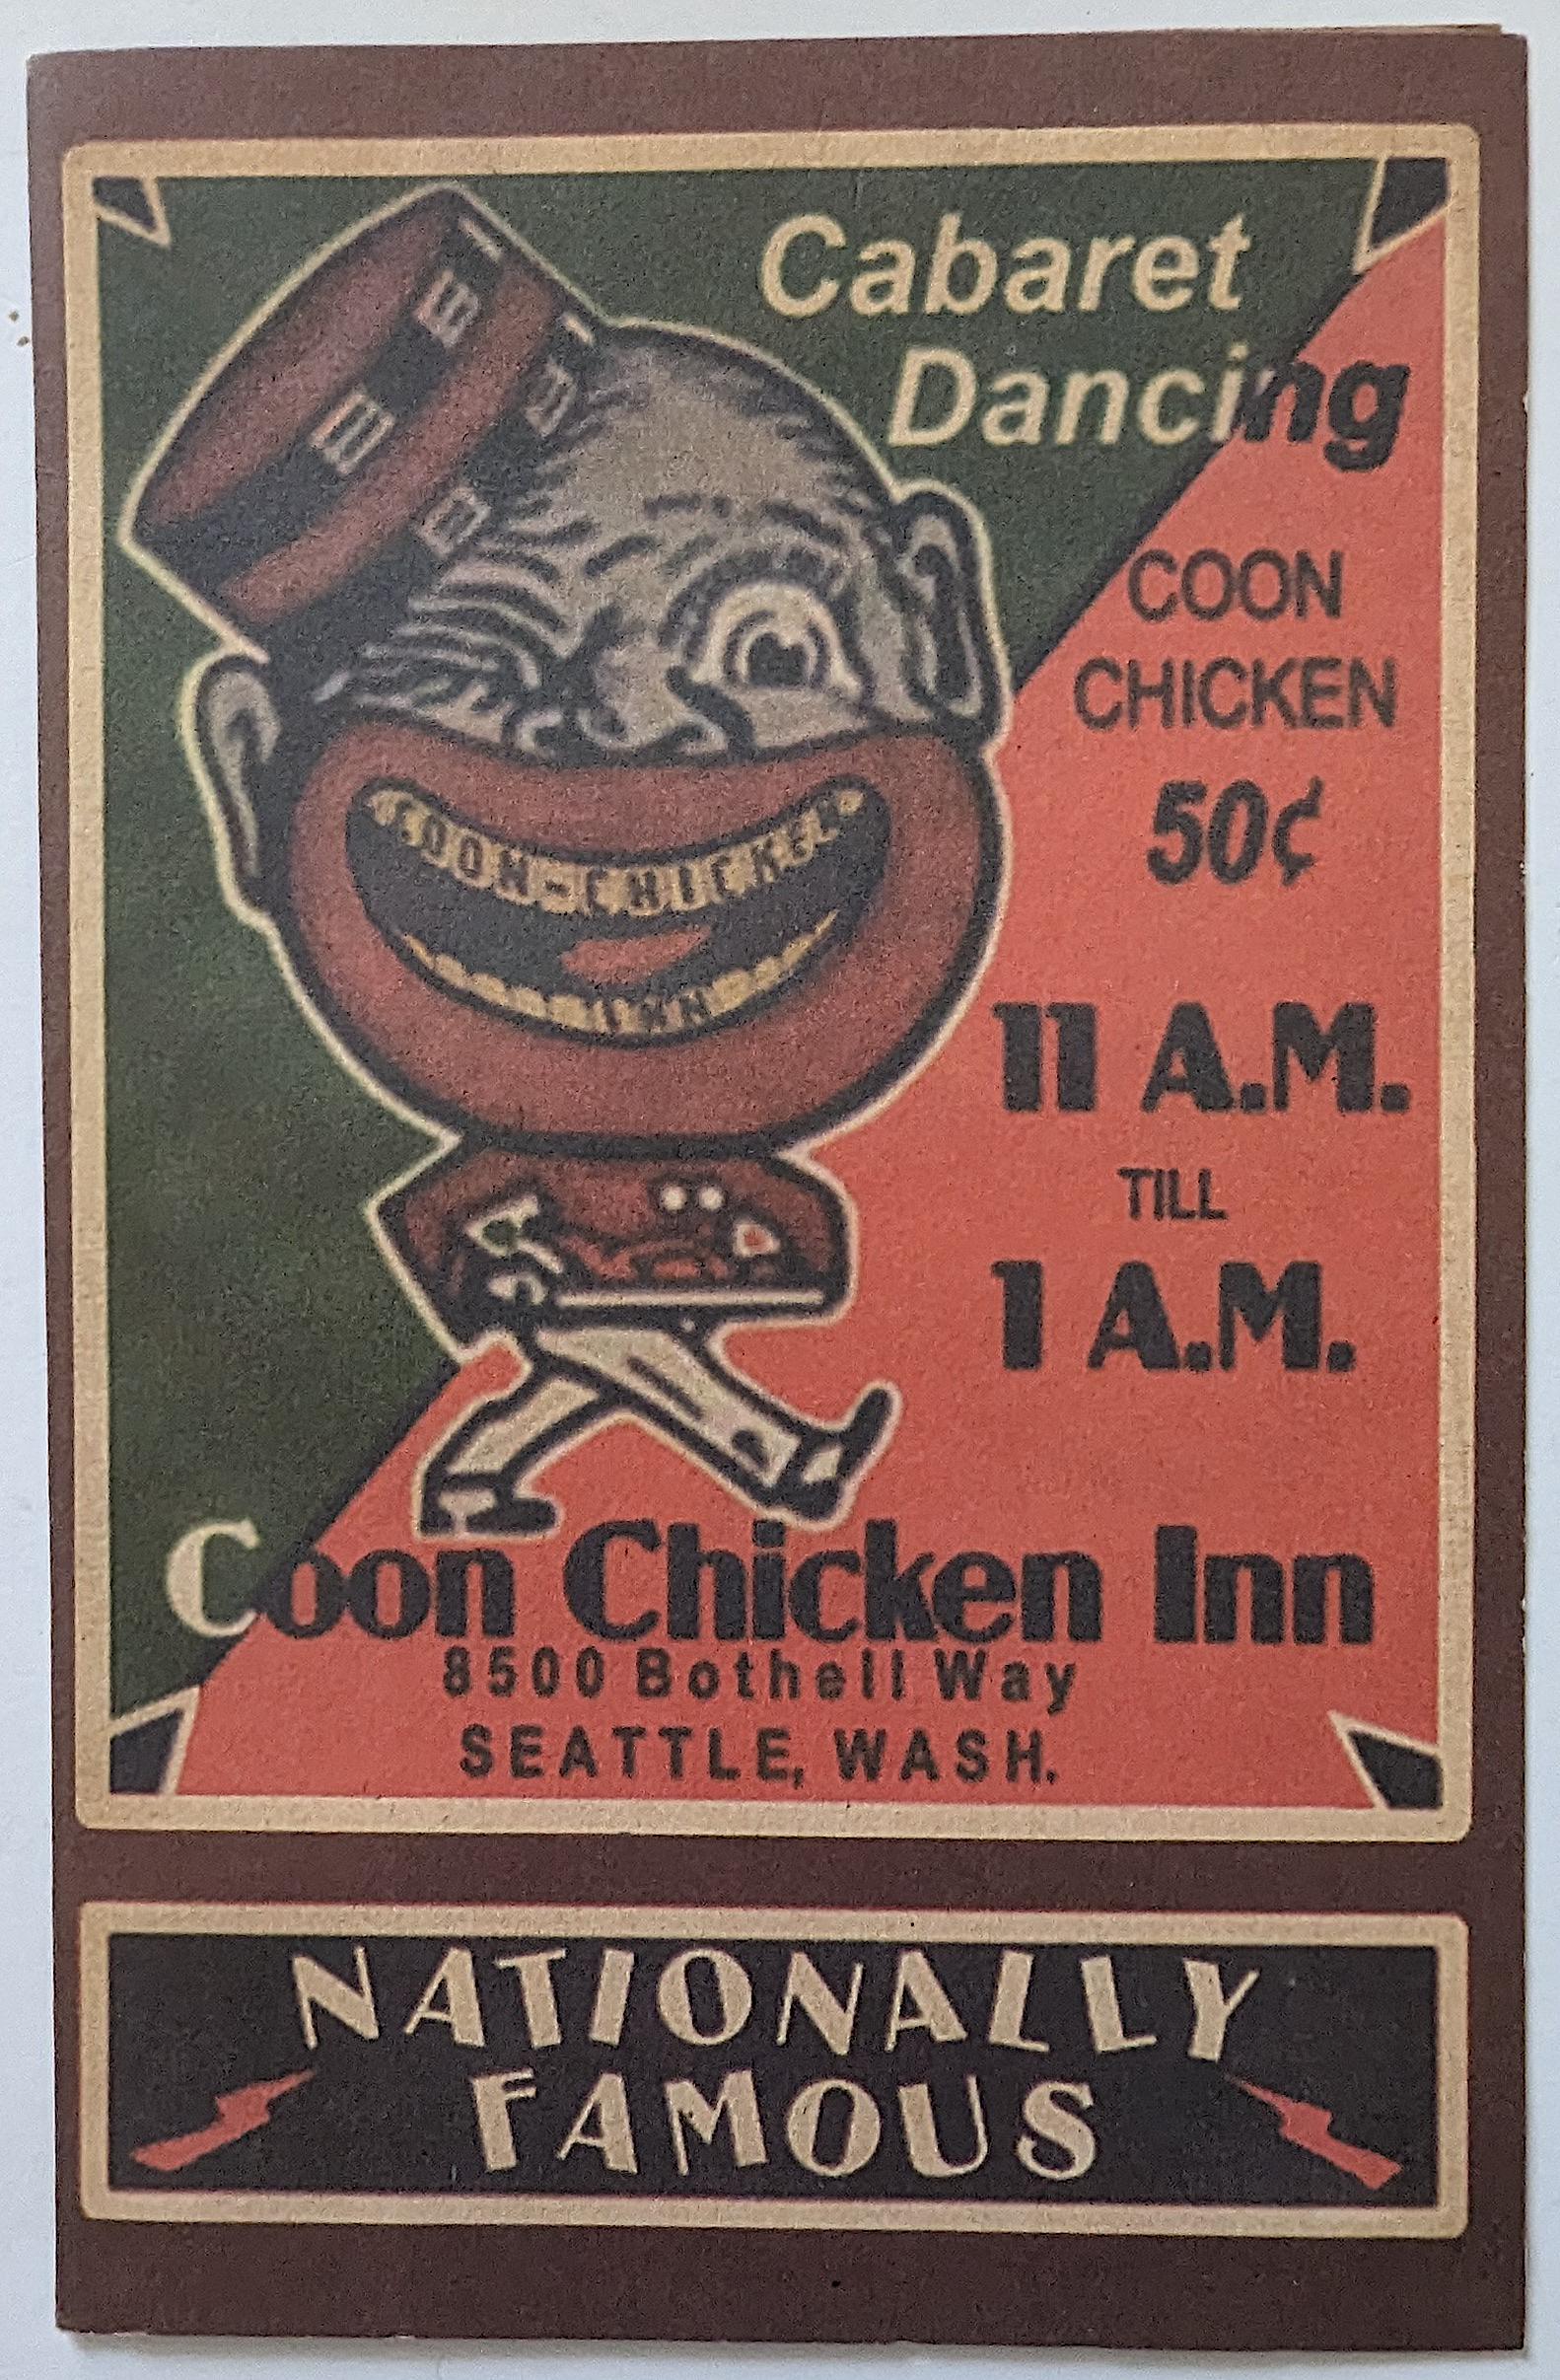 Cabaret
Dancing
COON
CHICKEN
50¢
COON-CHICKEN
INN
11 A.M.
TILL
1 A.M.
Coon Chicken Inn
8500 Bothell Way
SEATTLE, WASH.
NATIONALLY
FAMOUS